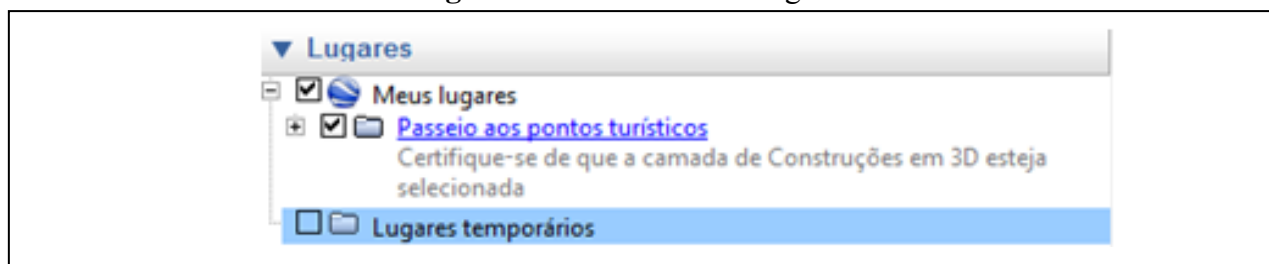 Lugares
Meus lugares
Passeio aos pontos turísticos
Certifique-se de que a camada de Construções em 3D esteja
selecionada
Lugares temporários